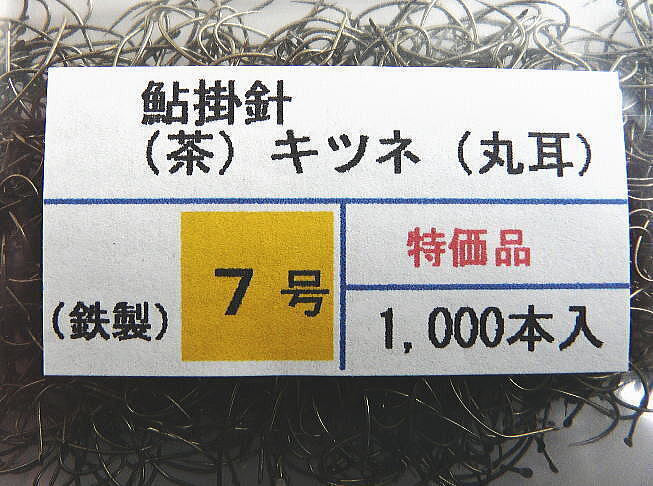 鮎掛針
（茶）キツネ（丸耳）
（鉄製）
７号
特価品
1,000本入